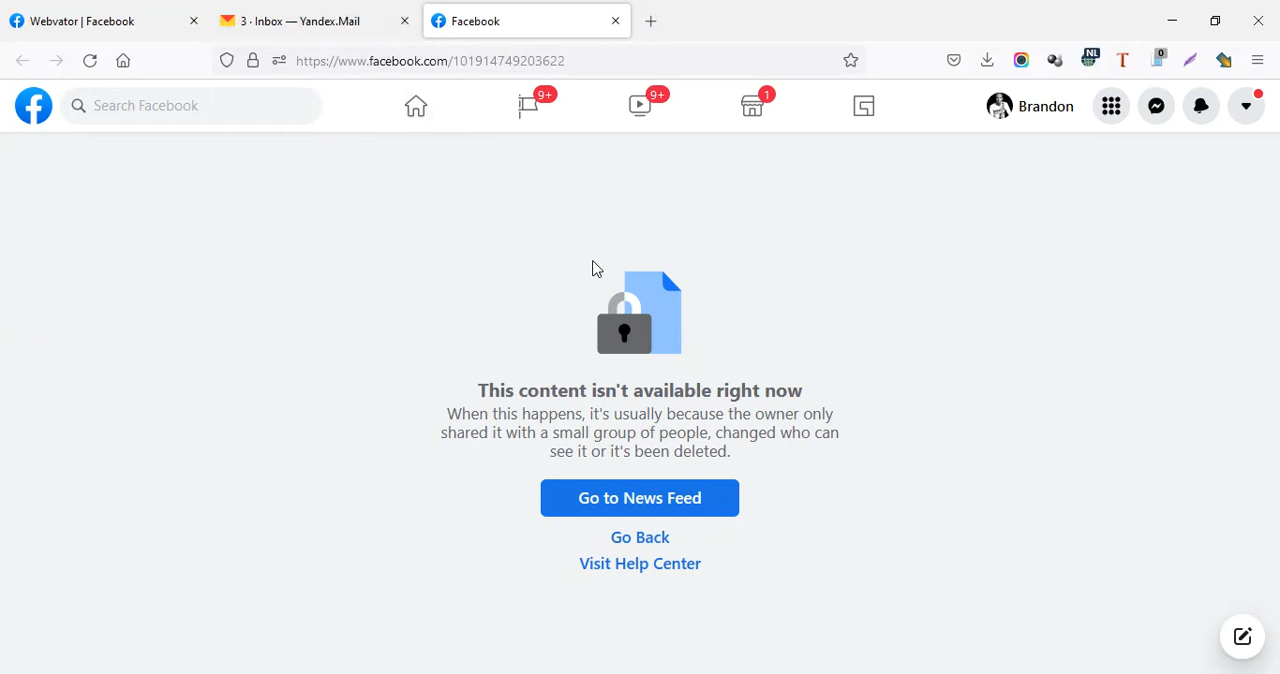 Webvator | Facebook
3 · Inbox — Yandex.Mail
Facebook
https://www.facebook.com/101914749203622
NL
T
0
Search Facebook
9+
9+
1
Brandon
This content isn't available right now
When this happens, it's usually because the owner only
shared it with a small group of people, changed who can
see it or it's been deleted.
Go to News Feed
Go Back
Visit Help Center